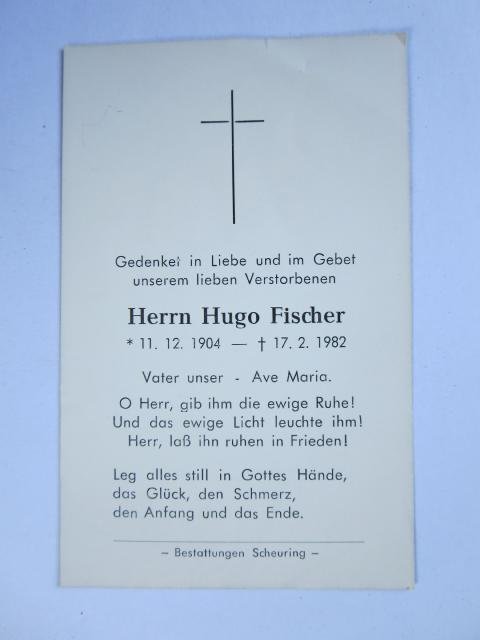 Gedenket in Liebe und im Gebet
unserem lieben Verstorbenen
Herrn Hugo Fischer
* 11. 12. 1904 — † 17. 2. 1982
Vater unser - Ave Maria.
O Herr, gib ihm die ewige Ruhe!
Und das ewige Licht leuchte ihm!
Herr, laß ihn ruhen in Frieden!
Leg alles still in Gottes Hände,
das Glück, den Schmerz,
den Anfang und das Ende.
– Bestattungen Scheuring –